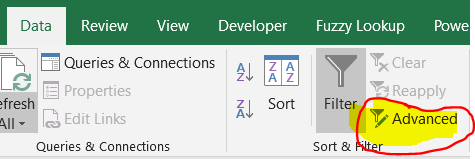 Data Review View Developer Fuzzy Lookup Powe
Queries & Connections
Properties
Edit Links
efresh
All
Queries & Connections
A
Z
Z
A
Z A
A Z
Sort
Filter
Clear
Reapply
Advanced
Sort & Filter